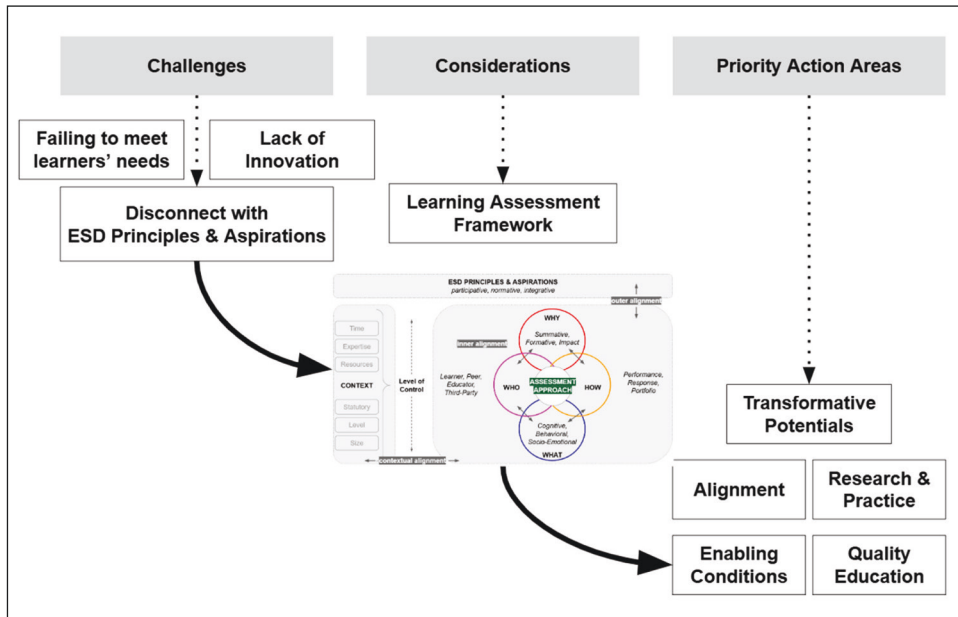 Challenges
Considerations
Priority Action Areas
Failing to meet
learners' needs
Lack of
Innovation
Disconnect with
ESD Principles & Aspirations
Learning Assessment
Framework
ESD PRINCIPLES & ASPIRATIONS
participative, normative, integrative
outer alignment
Time
Expertise
Resources
CONTEXT
Statutory
Level
Size
Level of
Control
contextual alignment
inner alignment
WHY
Summative,
Formative, Impact
Learner, Peer,
Educator,
Third-Party
WHO
ASSESSMENT
APPROACH
HOW
Performance,
Response,
Portfolio
Cognitive,
Behavioral,
Socio-Emotional
WHAT
Transformative
Potentials
Alignment
Research &
Practice
Enabling
Conditions
Quality
Education